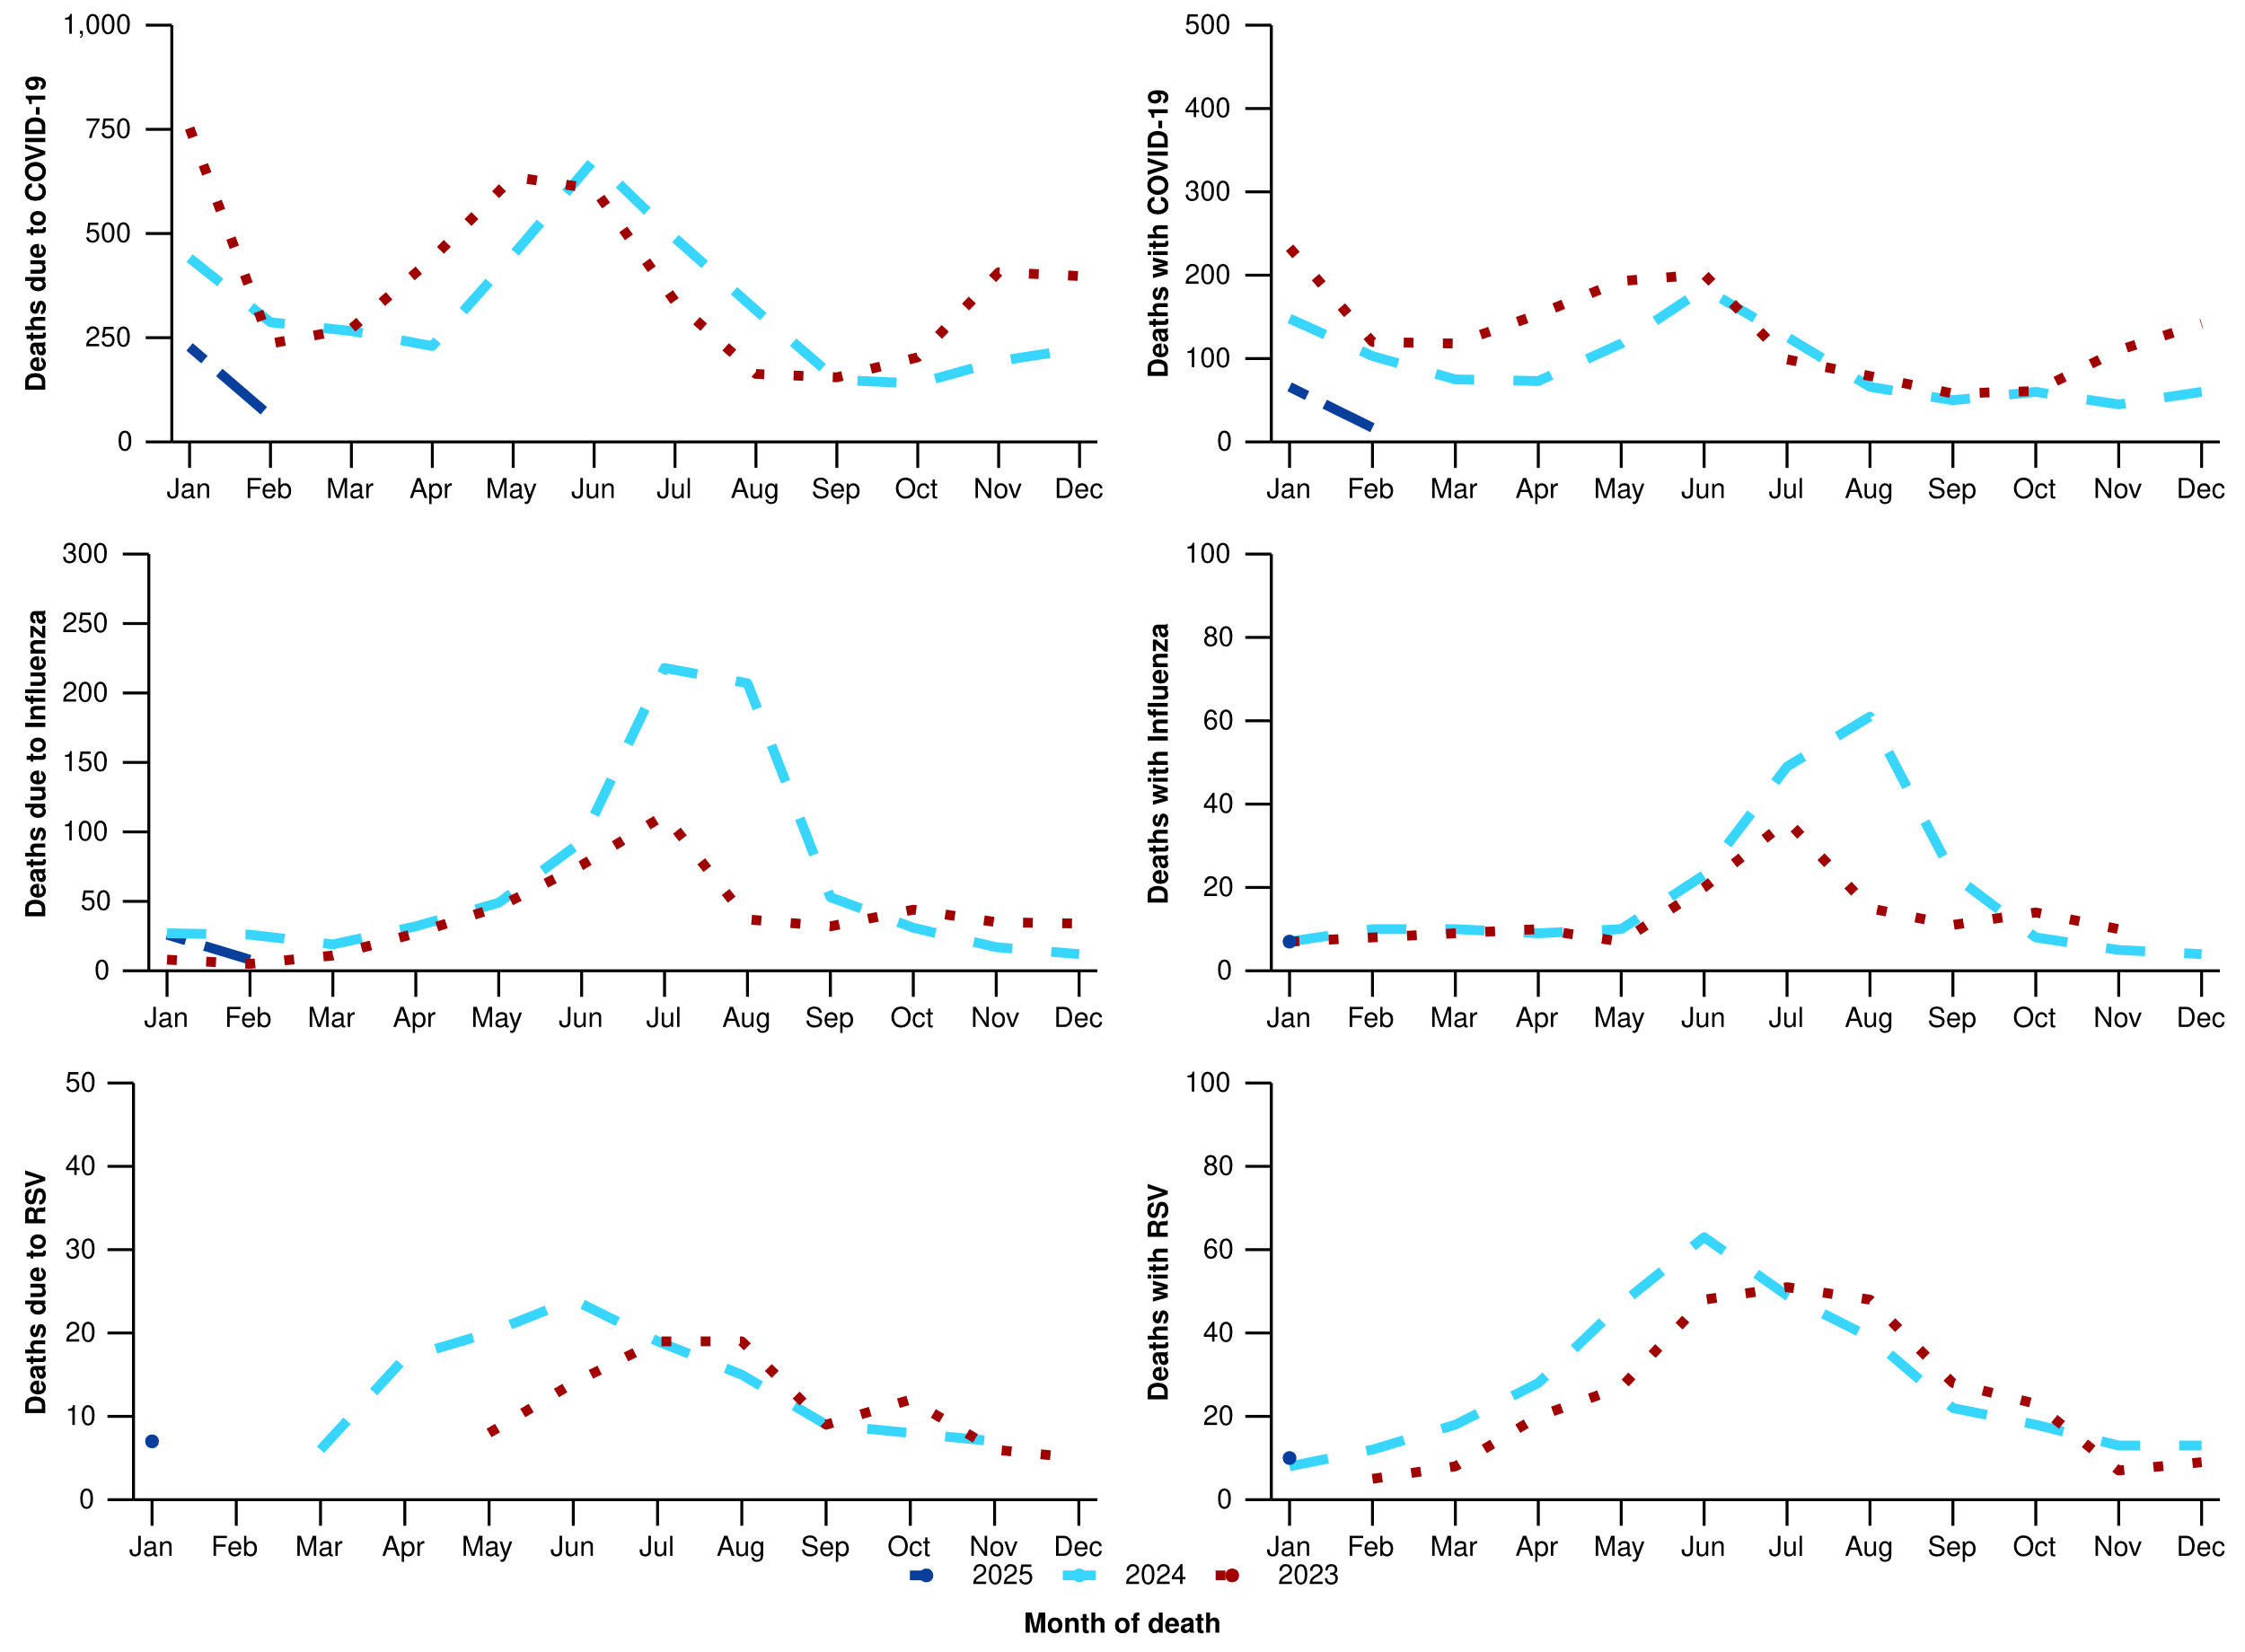 Deaths due to COVID-19
1,000
750
500
250
0
Jan Feb Mar Apr May Jun Jul Aug Sep Oct Nov Dec
Deaths with COVID-19
500
400
300
200
100
0
Jan Feb Mar Apr May Jun Jul Aug Sep Oct Nov Dec
Deaths due to Influenza
300
250
200
150
100
50
0
Jan Feb Mar Apr May Jun Jul Aug Sep Oct Nov Dec
Deaths with Influenza
100
80
60
40
20
0
Jan Feb Mar Apr May Jun Jul Aug Sep Oct Nov Dec
Deaths due to RSV
50
40
30
20
10
0
Jan Feb Mar Apr May Jun Jul Aug Sep Oct Nov Dec
Deaths with RSV
100
80
60
40
20
0
Jan Feb Mar Apr May Jun Jul Aug Sep Oct Nov Dec
2025 2024 2023
Month of death